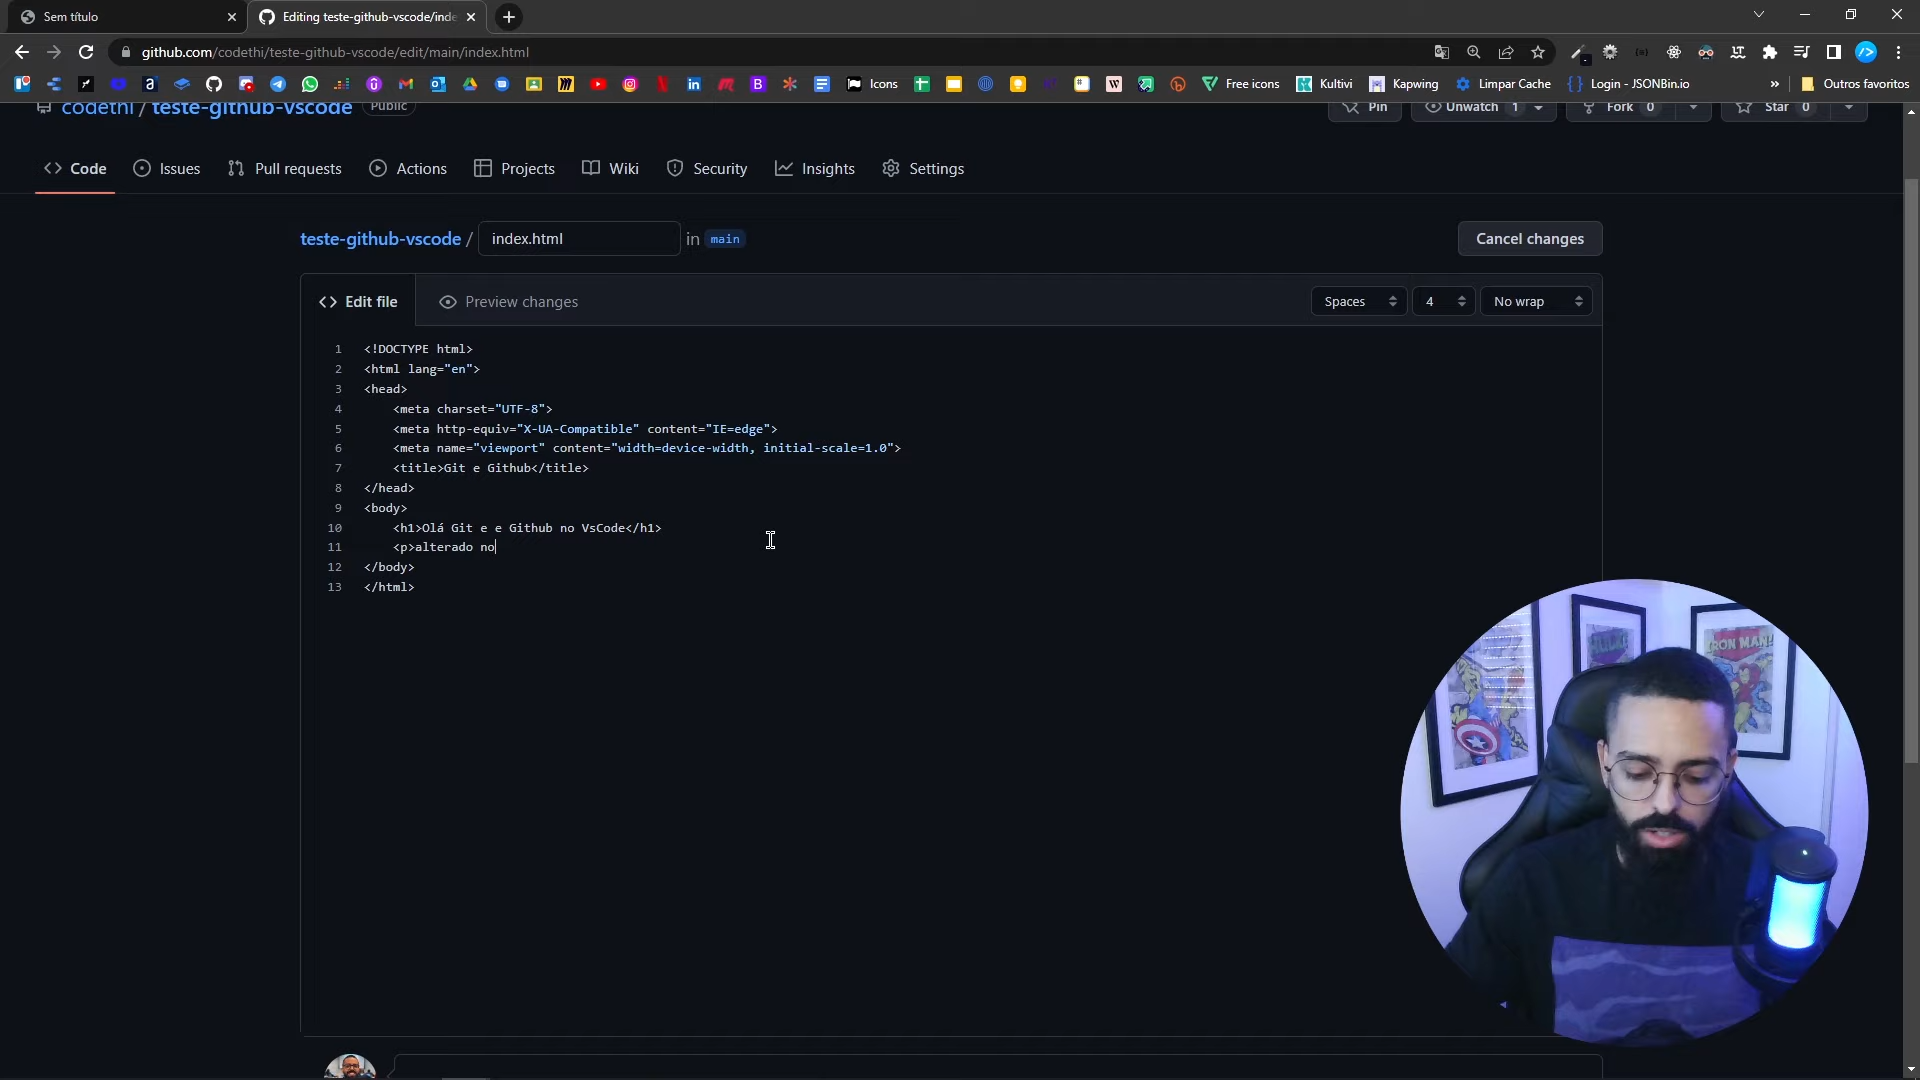 Sem título
Editing teste-github-vscode/inde
github.com/codethi/teste-github-vscode/edit/main/index.html
Icons
Free icons
Kultivi
Kapwing
Limpar Cache
Login - JSONBin.io
»
Outros favoritos
codethi / teste-github-vscode Public
Pin
Unwatch 1
Fork 0
Star 0
Code
Issues
Pull requests
Actions
Projects
Wiki
Security
Insights
Settings
teste-github-vscode / index.html in main
Cancel changes
Edit file
Preview changes
Spaces
4
No wrap
1 <!DOCTYPE html>
2 <html lang="en">
3 <head>
4 <meta charset="UTF-8">
5 <meta http-equiv="X-UA-Compatible" content="IE=edge">
6 <meta name="viewport" content="width=device-width, initial-scale=1.0">
7 <title>Git e Github</title>
8 </head>
9 <body>
10 <h1>Olá Git e e Github no VsCode</h1>
11 <p>alterado no
12 </body>
13 </html>
HULK!
IRON MAN!